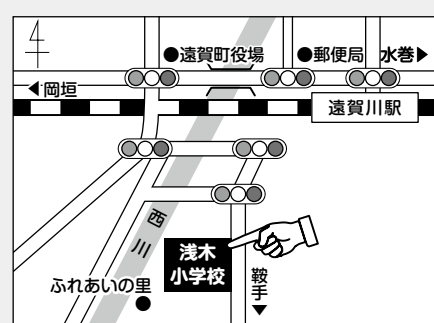 ●遠賀町役場
●郵便局
水巻▶
◀岡垣
遠賀川駅
西川
浅木
小学校
ふれあいの里
●
鞍手▼